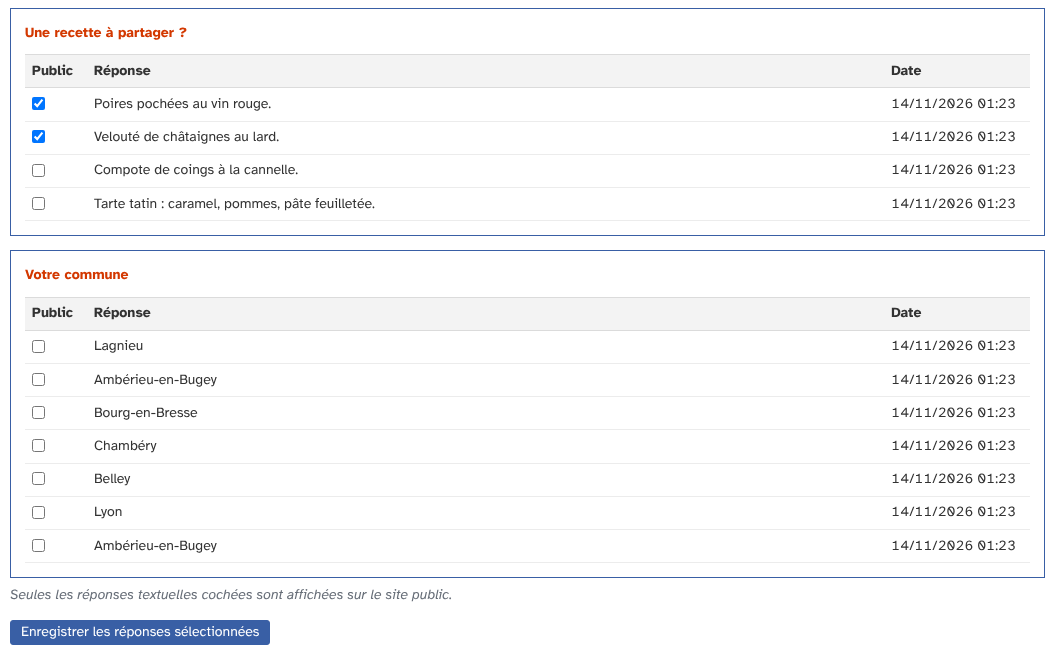 Une recette à partager ?
Public Réponse Date
Poires pochées au vin rouge. 14/11/2026 01:23
Velouté de châtaignes au lard. 14/11/2026 01:23
Compote de coings à la cannelle. 14/11/2026 01:23
Tarte tatin : caramel, pommes, pâte feuilletée. 14/11/2026 01:23
Votre commune
Public Réponse Date
Lagnieu 14/11/2026 01:23
Ambérieu-en-Bugey 14/11/2026 01:23
Bourg-en-Bresse 14/11/2026 01:23
Chambéry 14/11/2026 01:23
Belley 14/11/2026 01:23
Lyon 14/11/2026 01:23
Ambérieu-en-Bugey 14/11/2026 01:23
Seules les réponses textuelles cochées sont affichées sur le site public.
Enregistrer les réponses sélectionnées